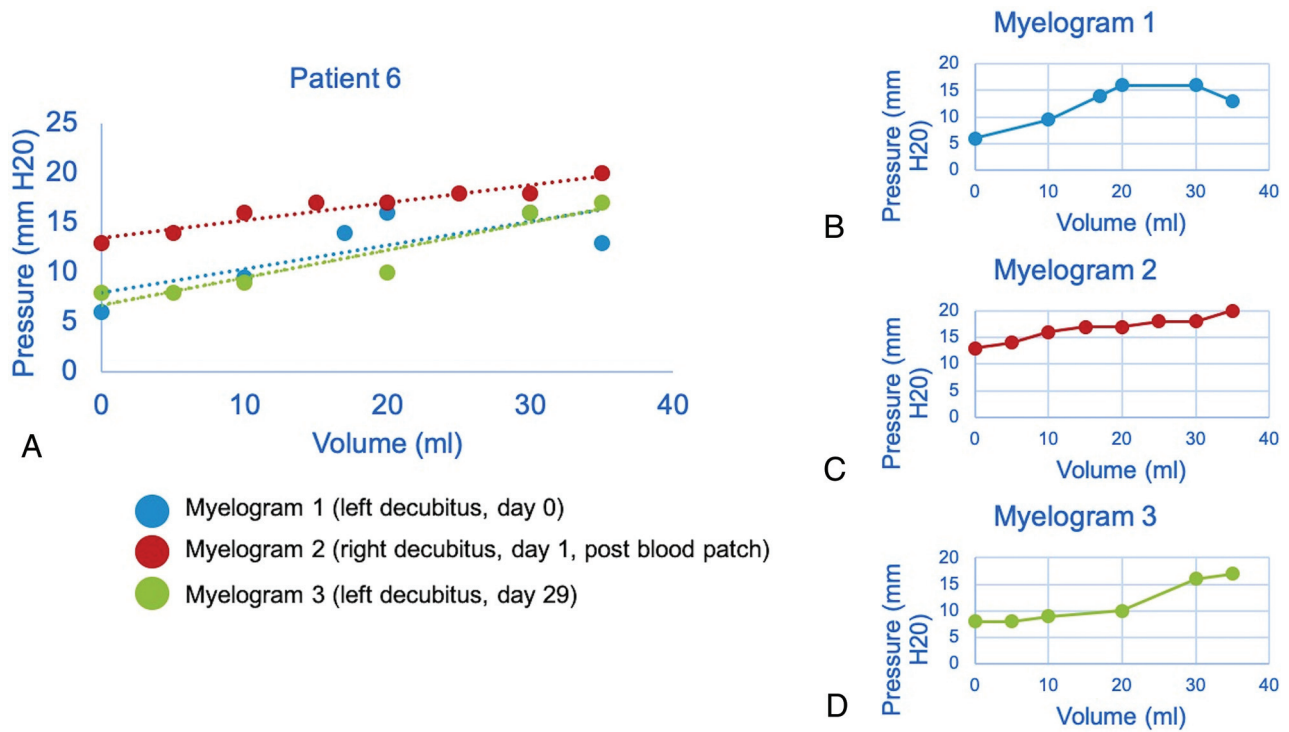 Patient 6
25
20
15
10
5
0
Pressure (mm H20)
0 10 20 30 40
Volume (ml)
A
Myelogram 1 (left decubitus, day 0)
Myelogram 2 (right decubitus, day 1, post blood patch)
Myelogram 3 (left decubitus, day 29)
Myelogram 1
20
15
10
5
0
Pressure (mm
H20)
0 10 20 30 40
Volume (ml)
B
Myelogram 2
20
15
10
5
0
Pressure (mm
H20)
0 10 20 30 40
Volume (ml)
C
Myelogram 3
20
15
10
5
0
Pressure (mm
H20)
0 10 20 30 40
Volume (ml)
D